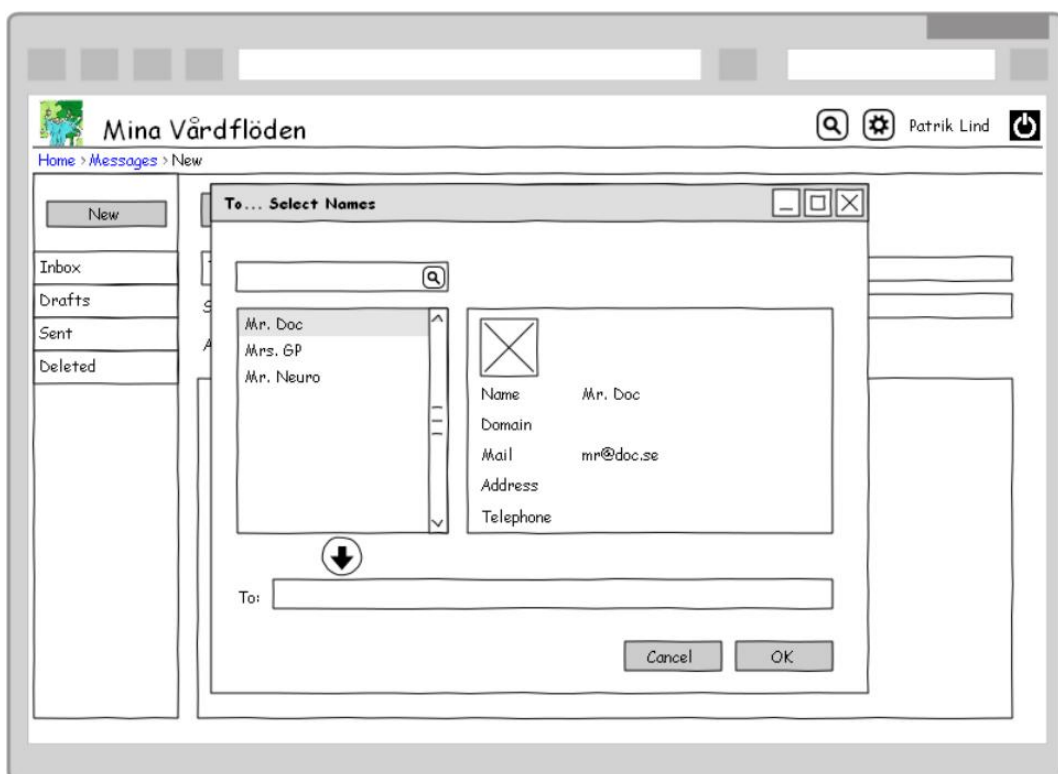 Mina Vårdflöden
Patrik Lind
Home > Messages > New
New
To... Select Names
Inbox
Drafts
Sent
Deleted
Mr. Doc
Mrs. GP
Mr. Neuro
Name Mr. Doc
Domain
Mail mr@doc.se
Address
Telephone
To:
Cancel OK